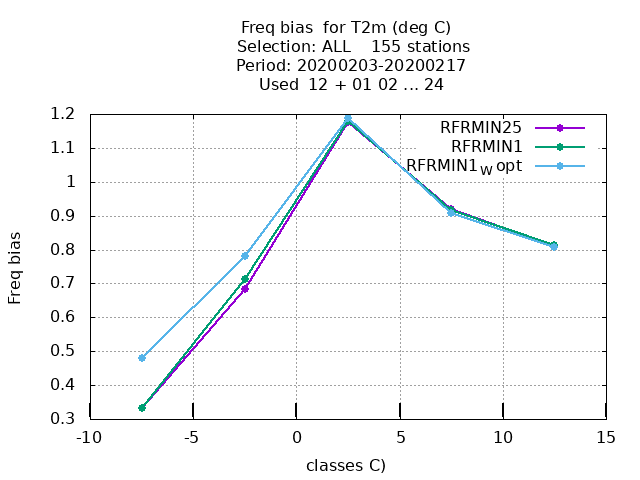 Freq bias  for T2m (deg C)
Selection: ALL    155 stations
Period: 20200203-20200217
Used  12 + 01 02 ... 24
RFRMIN25
RFRMIN1
RFRMIN1W opt
1.2
1.1
1
0.9
0.8
0.7
0.6
0.5
0.4
0.3
Freq bias
-10
-5
0
5
10
15
classes C)